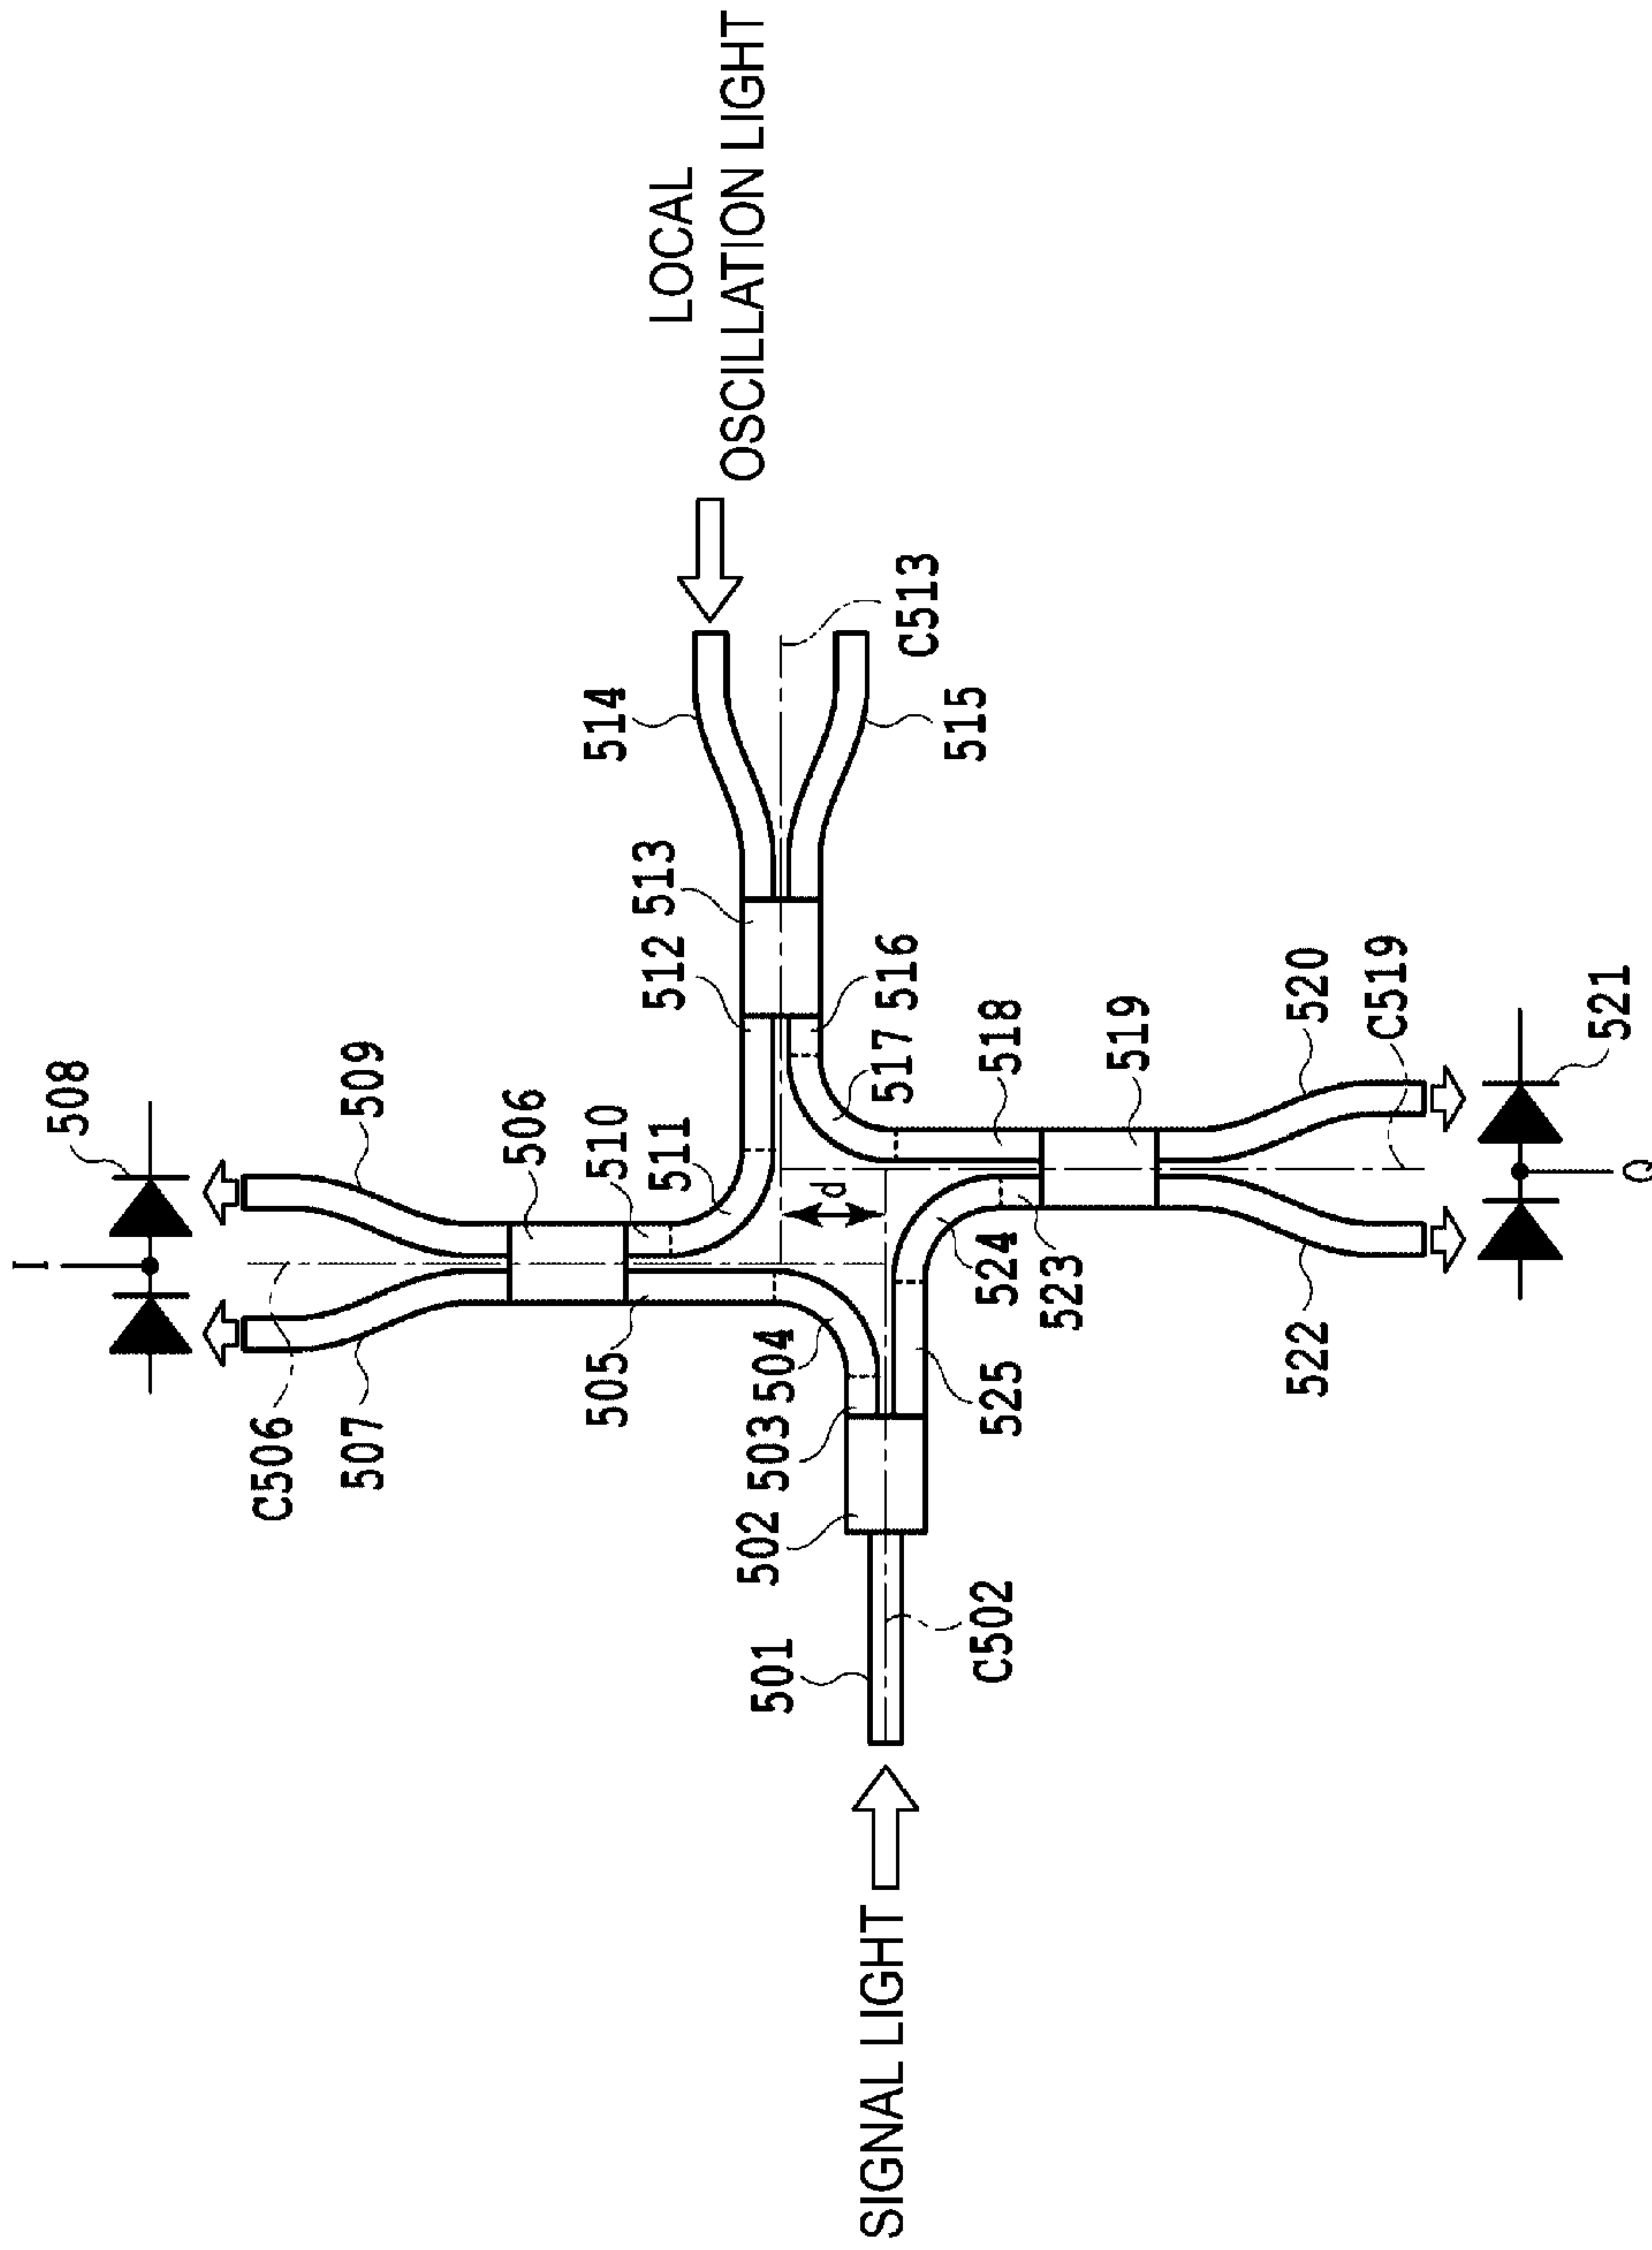 I
508
509
C506
507
506
510
511
505
504
503
502
501
C502
512
513
514
515
LOCAL
OSCILLATION LIGHT
C513
516
517
518
519
520
C519
521
d
524
523
525
522
SIGNAL LIGHT
Q